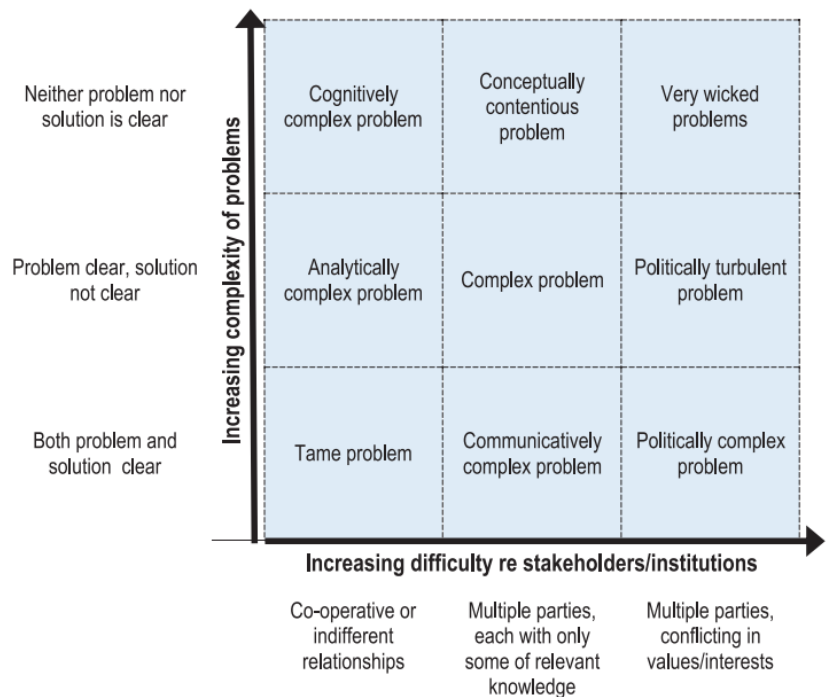 Neither problem nor
solution is clear
Cognitively
complex problem
Conceptually
contentious
problem
Very wicked
problems
Increasing complexity of problems
Problem clear, solution
not clear
Analytically
complex problem
Complex problem
Politically turbulent
problem
Both problem and
solution clear
Tame problem
Communicatively
complex problem
Politically complex
problem
Increasing difficulty re stakeholders/institutions
Co-operative or
indifferent
relationships
Multiple parties,
each with only
some of relevant
knowledge
Multiple parties,
conflicting in
values/interests